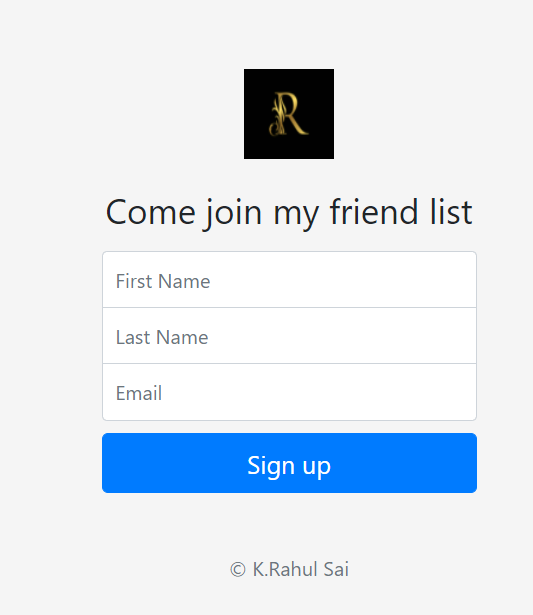 R
Come join my friend list
First Name
Last Name
Email
Sign up
© K.Rahul Sai